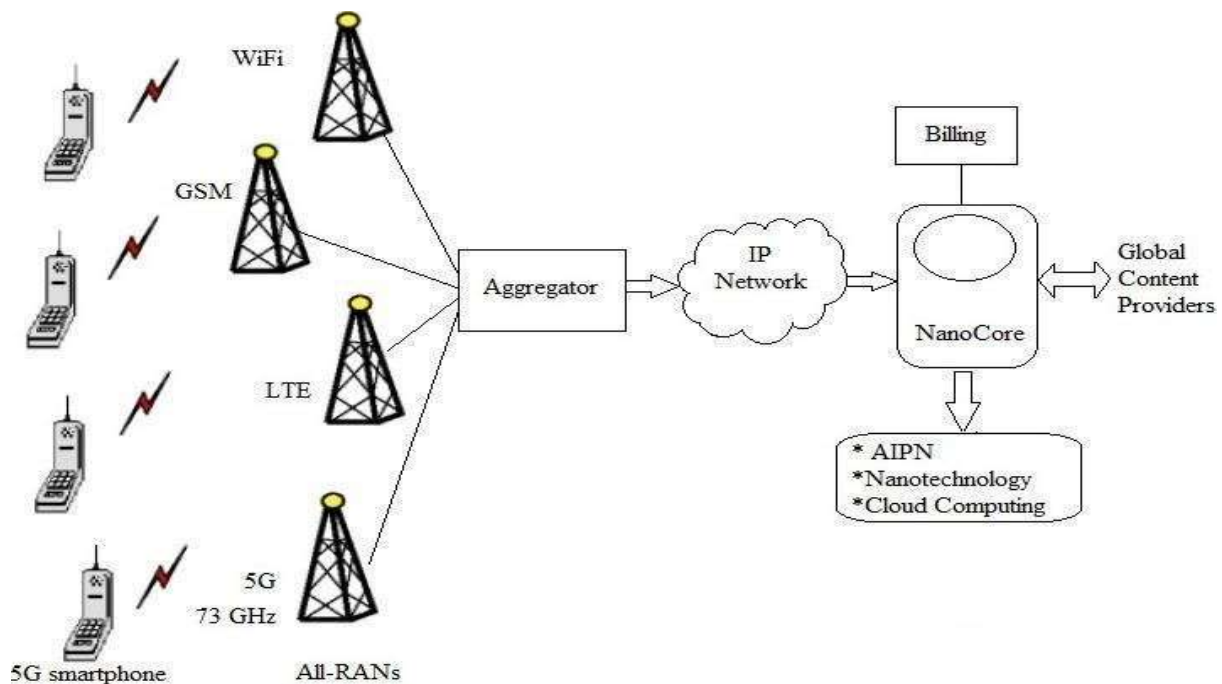 WiFi
GSM
LTE
5G
73 GHz
5G smartphone
All-RANs
Aggregator
IP
Network
Billing
NanoCore
Global
Content
Providers
* AIPN
*Nanotechnology
*Cloud Computing